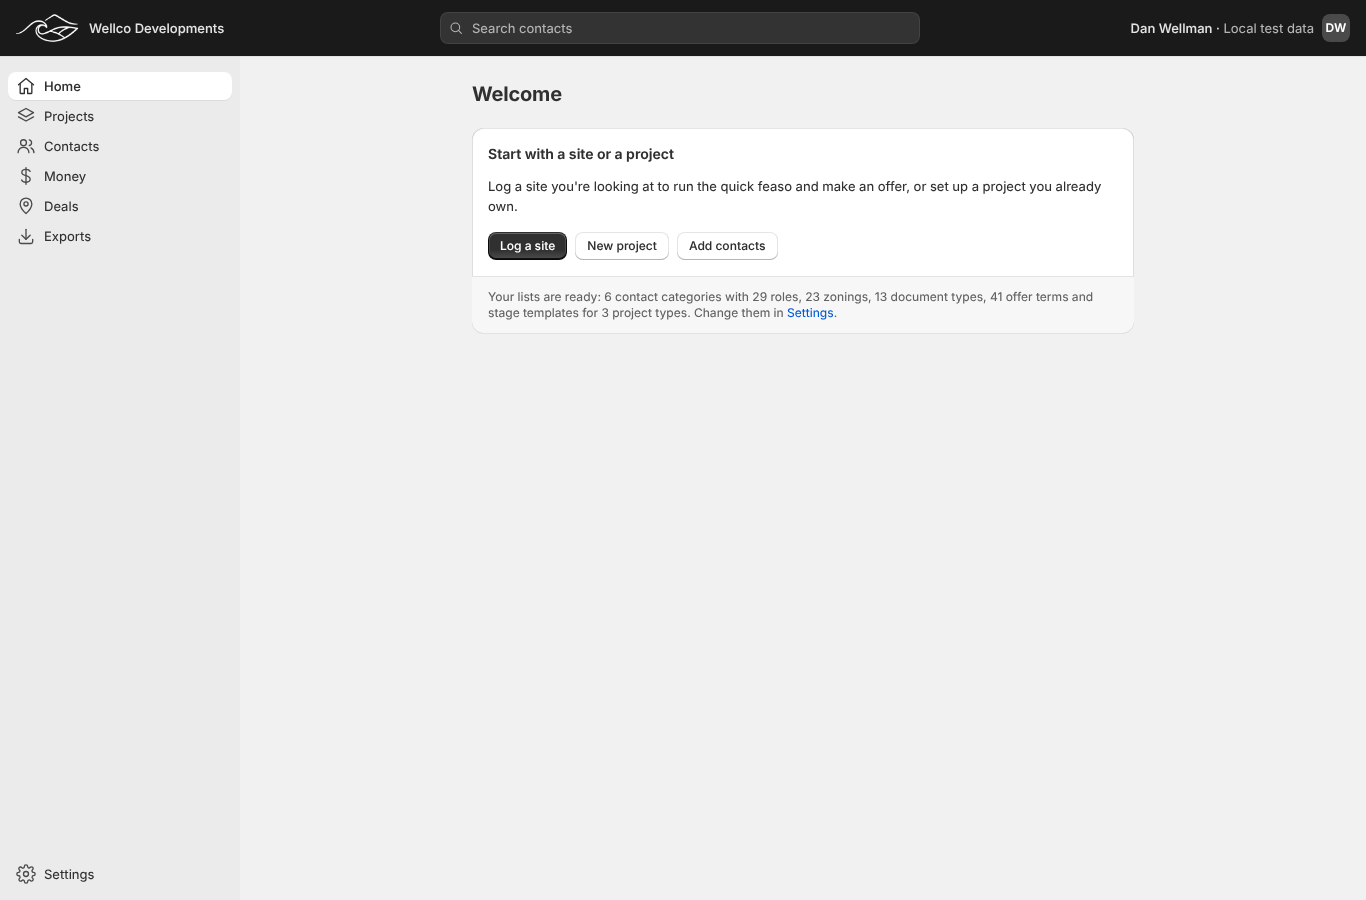 Wellco Developments
Search contacts
Dan Wellman · Local test data
DW
Home
Projects
Contacts
Money
Deals
Exports
Settings
Welcome
Start with a site or a project
Log a site you're looking at to run the quick feaso and make an offer, or set up a project you already
own.
Log a site
New project
Add contacts
Your lists are ready: 6 contact categories with 29 roles, 23 zonings, 13 document types, 41 offer terms and
stage templates for 3 project types. Change them in Settings.